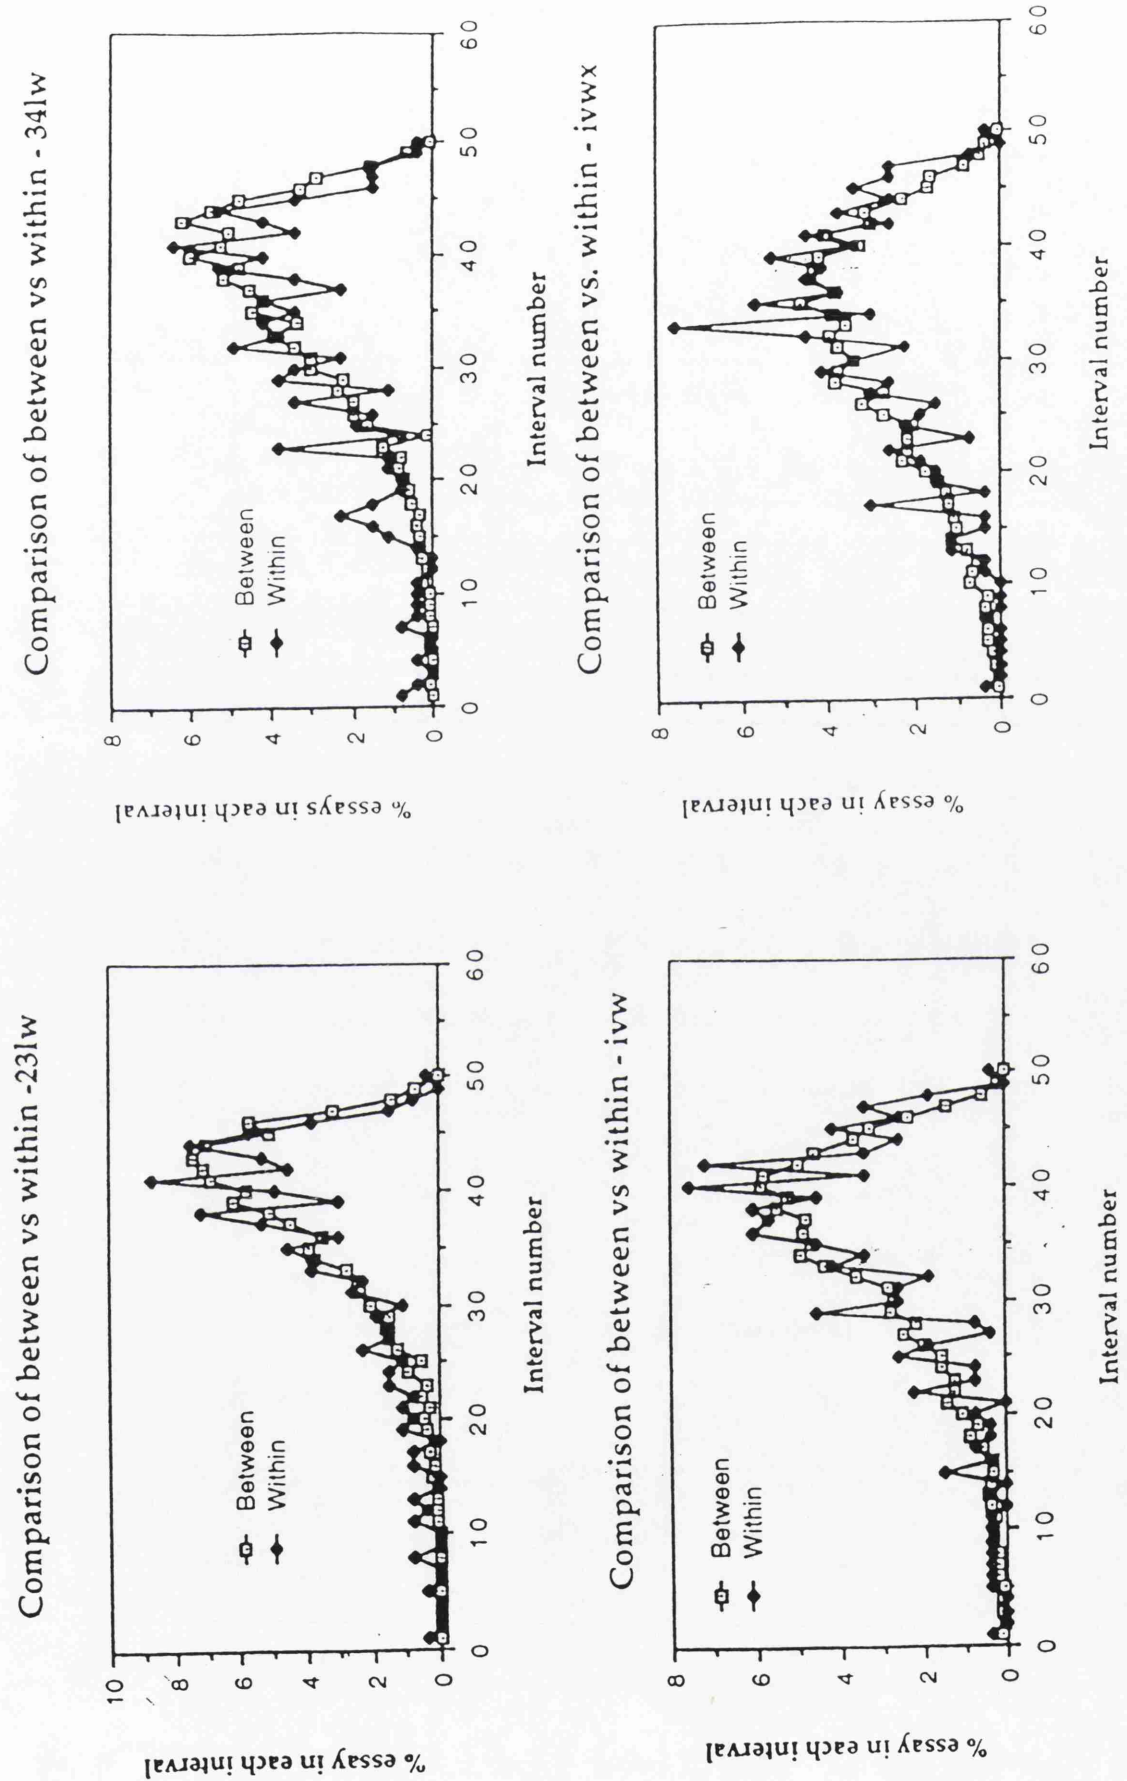 Comparison of between vs within -23lw
% essay in each interval
10
8
6
4
2
0
Between
Within
0 10 20 30 40 50 60
Interval number
Comparison of between vs within - 34lw
% essays in each interval
8
6
4
2
0
Between
Within
0 10 20 30 40 50 60
Interval number
Comparison of between vs within - ivw
% essay in each interval
8
6
4
2
0
Between
Within
0 10 20 30 40 50 60
Interval number
Comparison of between vs. within - ivwx
% essay in each interval
8
6
4
2
0
Between
Within
0 10 20 30 40 50 60
Interval number